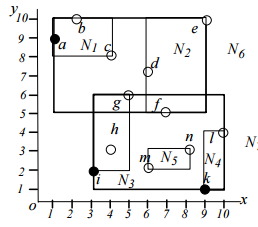 y
10 b e
9 a N₁ N₂ N₆
8 c
7 d
6 g f
5
4 h l N
3 n
2 i m N₅ N₄
1 N₃ k
o 1 2 3 4 5 6 7 8 9 10 x